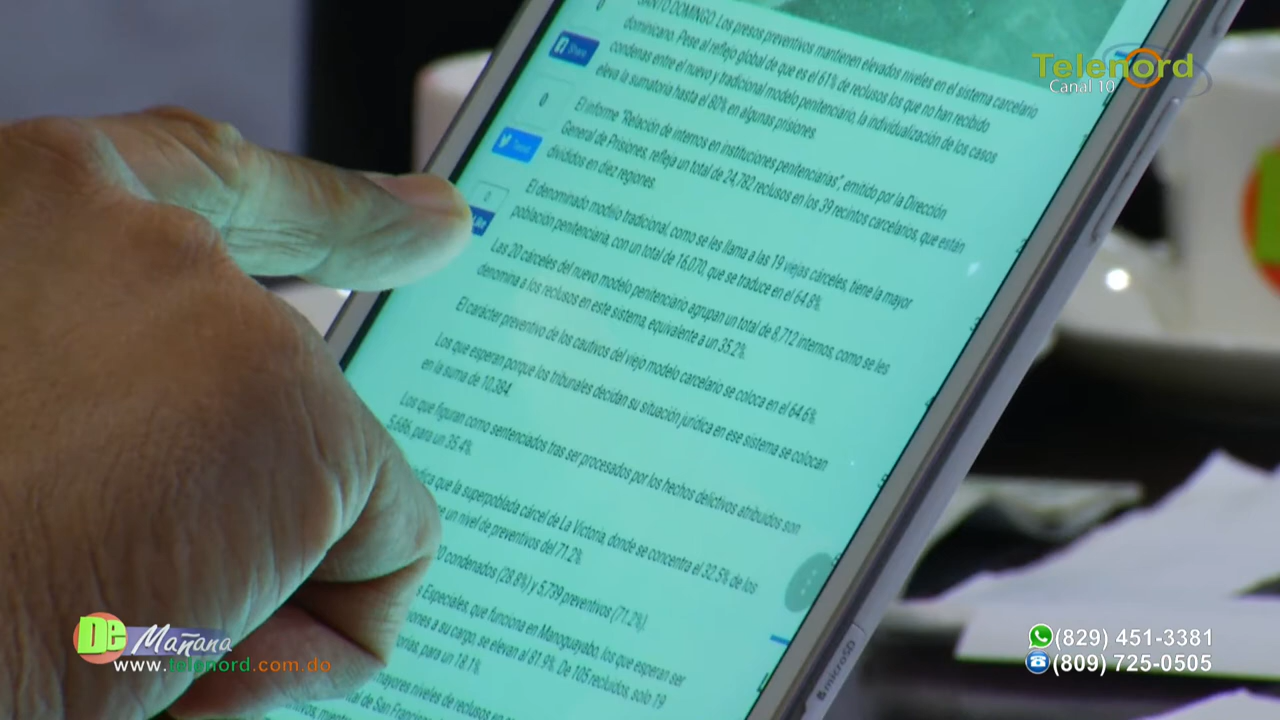 0
SANTO DOMINGO. Los presos preventivos mantienen elevados niveles en el sistema carcelario
dominicano. Pese al reflejo global de que es el 61% de reclusos los que no han recibido
condenas entre el nuevo y tradicional modelo penitenciario, la individualización de los casos
eleva la sumatoria hasta el 80% en algunas prisiones
Share
0
Tweet
El informe "Relación de internos en instituciones penitenciarias", emitido por la Dirección
General de Prisiones, refleja un total de 24,782 reclusos en los 39 recintos carcelarios, que están
divididos en diez regiones.
0
El denominado modlilo tradicional, como se les llama a las 19 viejas cárceles, tiene la mayor
población penitenciaria, con un total de 16,070, que se traduce en el 64.8%
Las 20 cárceles del nuevo modelo penitenciario agrupan un total de 8,712 internos, como se les
denomina a los reclusos en este sistema, equivalente a un 35.2%.
El carácter preventivo de los cautivos del viejo modelo carcelario se coloca en el 64.6%
Los que esperan porque los tribunales decidan su situación jurídica en ese sistema se colocan
en la suma de 10,384.
Los que figuran como sentenciados tras ser procesados por los hechos delictivos atribuidos son
5,686, para un 35.4%.
que la superpoblada cárcel de La Victoria, donde se concentra el 32.5% de los
un nivel de preventivos del 71.2%
condenados (28.8%) y 5,739 preventivos (71.2%),
Especiales, que funciona en Manoguayabo, los que esperan ser
a su cargo, se elevan al 81.9%. De 105 recluidos, solo 19
para un 18.1%.
mayores niveles de reclusos en
de San Francisco
microSD
Telenord
Canal 10
De Mañana
www.telenord.com.do
(829) 451-3381
(809) 725-0505